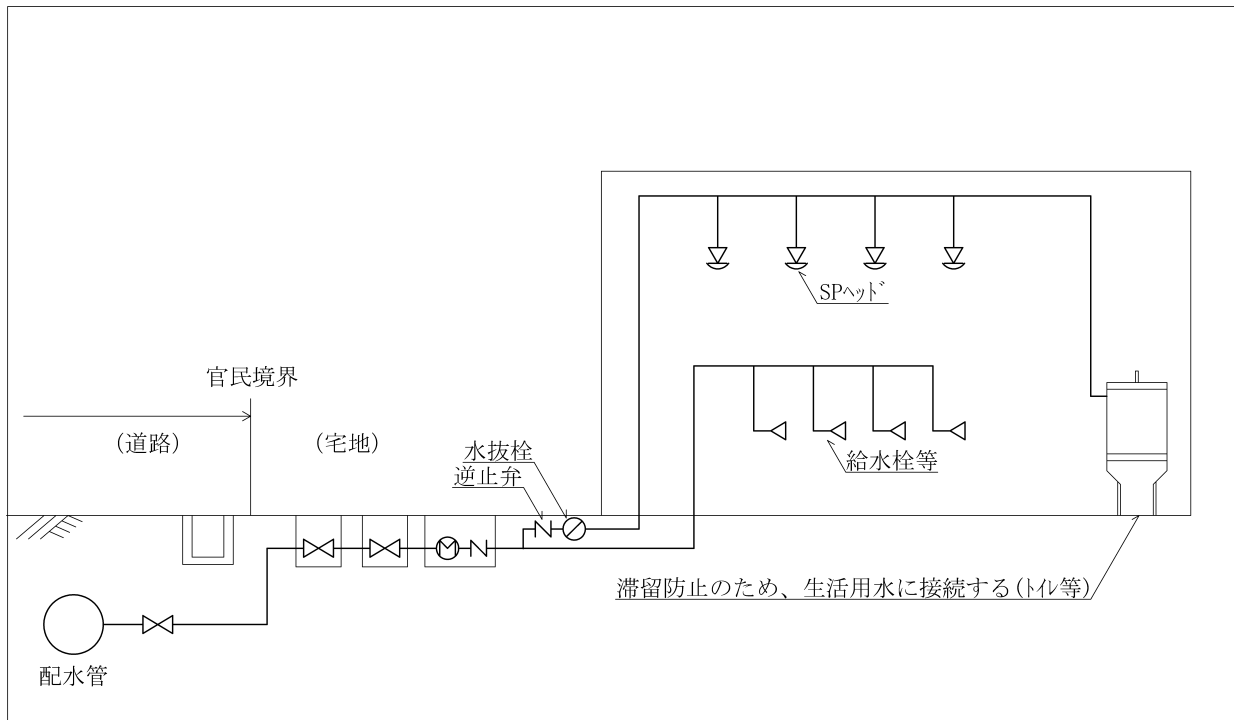 SPﾍｯﾄﾞ
官民境界
(道路)
(宅地)
水抜栓
逆止弁
給水栓等
M
滞留防止のため、生活用水に接続する(ﾄｲﾚ等)
配水管